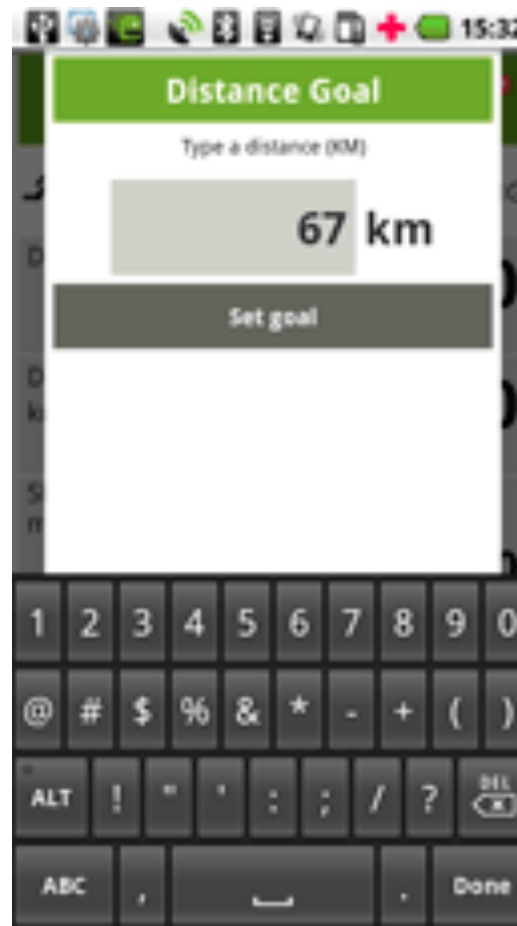 15:32
Distance Goal
Type a distance (KM)
67 km
Set goal
1 2 3 4 5 6 7 8 9 0
@ # $ % & * - + ( )
ALT ! " ' : ; / ? DEL
ABC , . Done